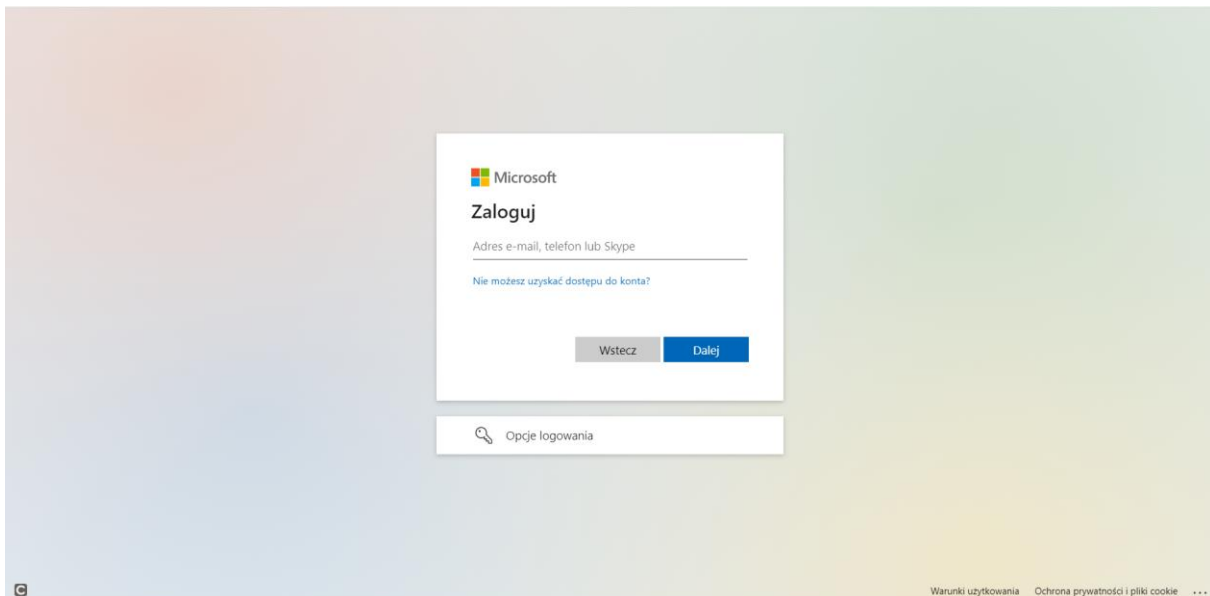 Microsoft
Zaloguj
Adres e-mail, telefon lub Skype
Nie możesz uzyskać dostępu do konta?
Wstecz Dalej
Opcje logowania
C
Warunki użytkowania Ochrona prywatności i pliki cookie ...